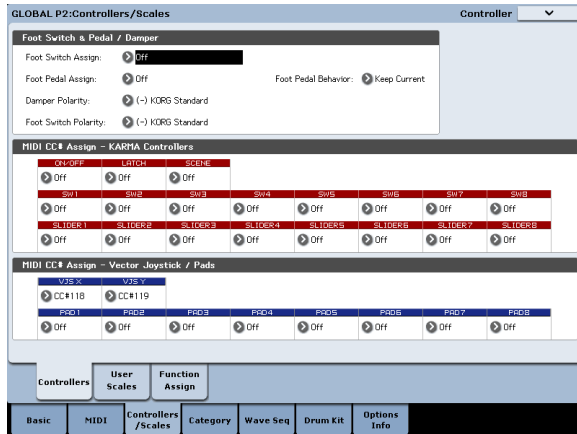 GLOBAL P2:Controllers/Scales Controller
Foot Switch & Pedal / Damper
Foot Switch Assign: Off
Foot Pedal Assign: Off Foot Pedal Behavior: Keep Current
Damper Polarity: (-) KORG Standard
Foot Switch Polarity: (-) KORG Standard
MIDI CC# Assign - KARMA Controllers
ON/OFF LATCH SCENE
Off Off Off
SW1 SW2 SW3 SW4 SW5 SW6 SW7 SW8
Off Off Off Off Off Off Off Off
SLIDER1 SLIDER2 SLIDER3 SLIDER4 SLIDER5 SLIDER6 SLIDER7 SLIDER8
Off Off Off Off Off Off Off Off
MIDI CC# Assign - Vector Joystick / Pads
VJS X VJS Y
CC#118 CC#119
PAD1 PAD2 PAD3 PAD4 PAD5 PAD6 PAD7 PAD8
Off Off Off Off Off Off Off Off
Controllers User Scales Function Assign
Basic MIDI Controllers /Scales Category Wave Seq Drum Kit Options Info